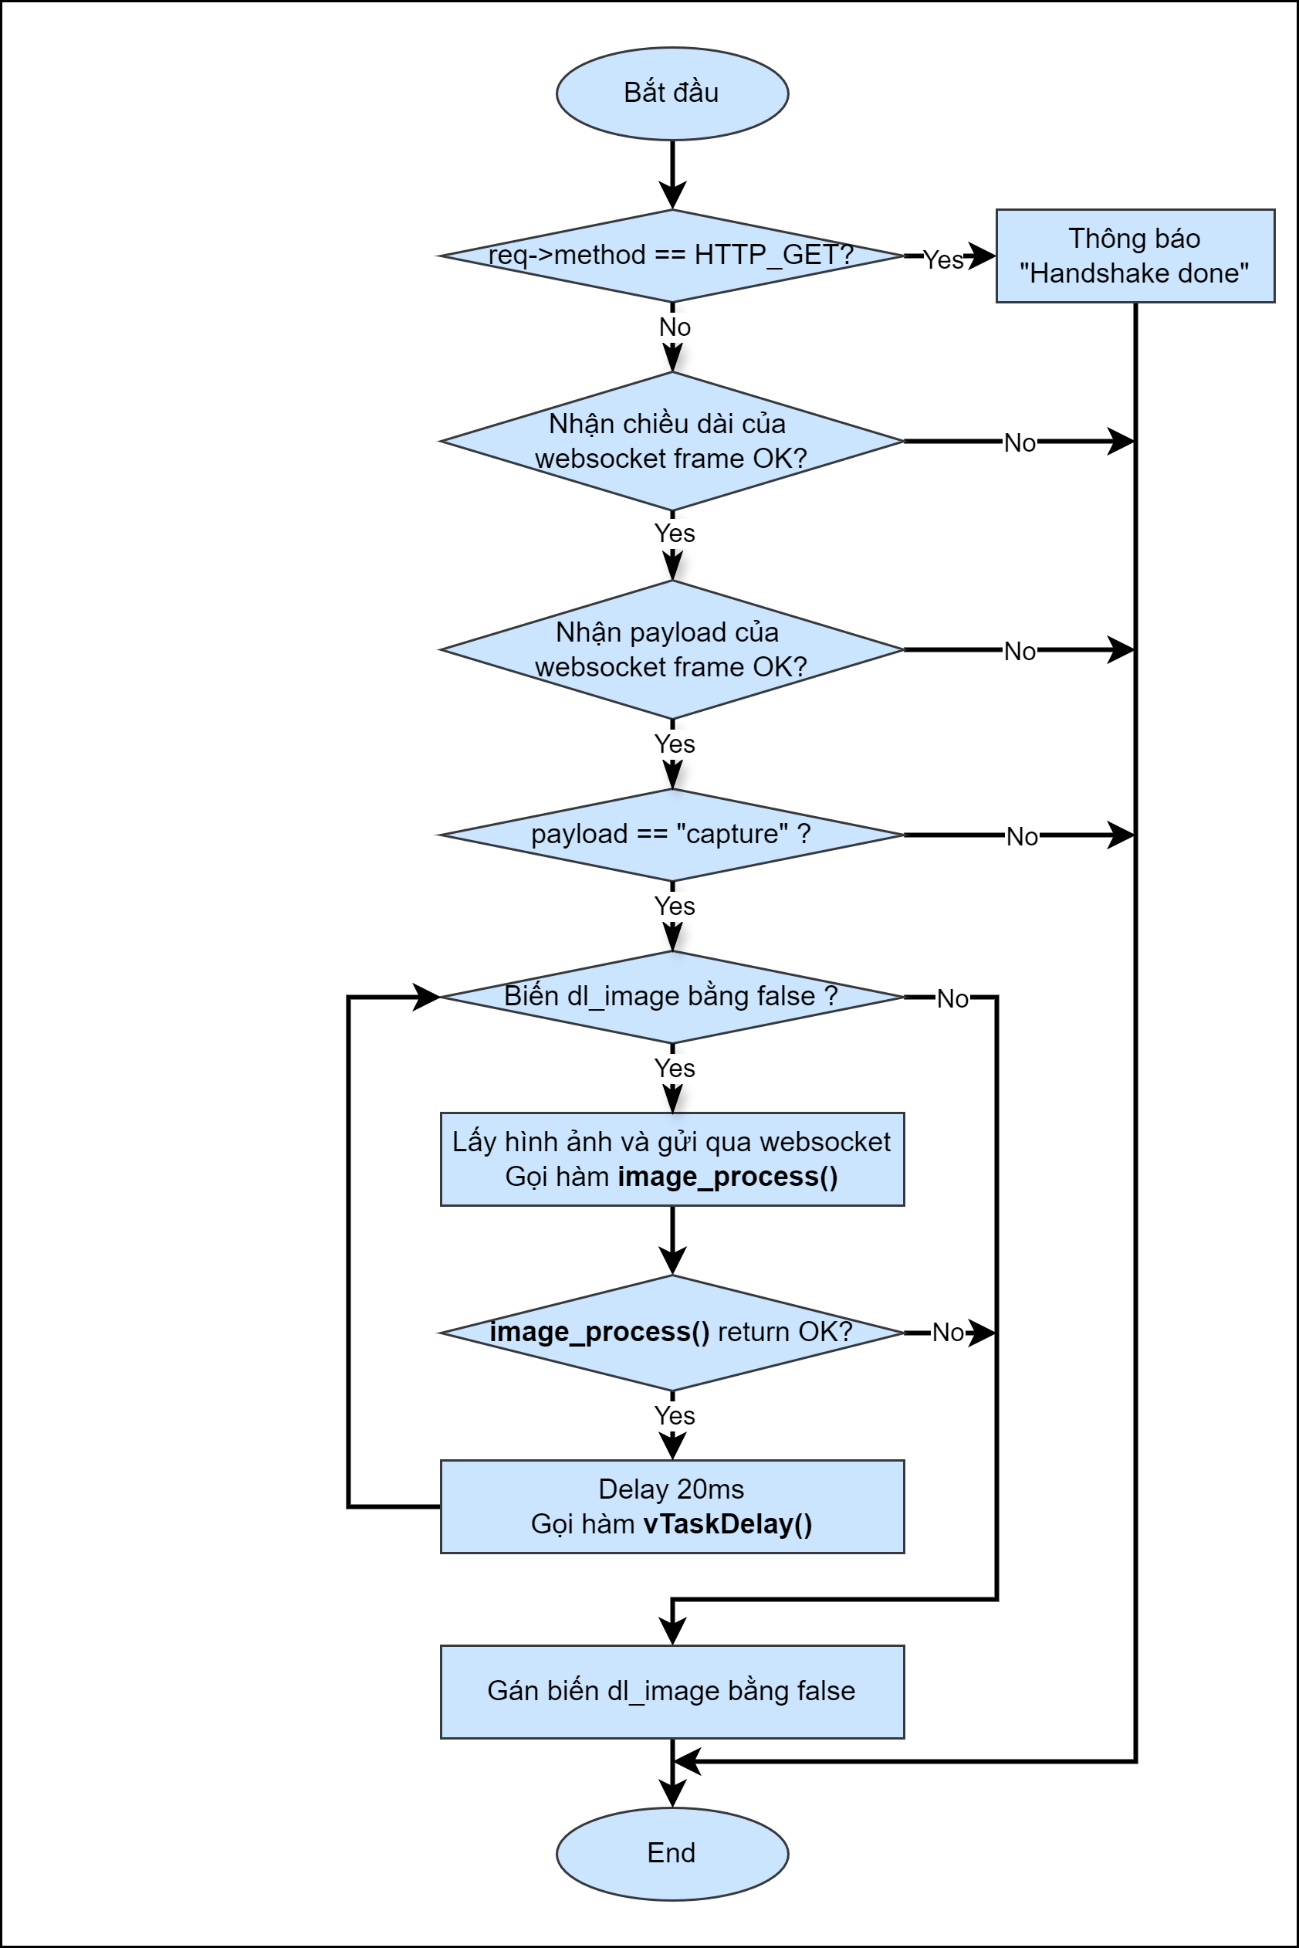 Bắt đầu
req->method == HTTP_GET?
Yes
Thông báo
"Handshake done"
No
Nhận chiều dài của
websocket frame OK?
No
Yes
Nhận payload của
websocket frame OK?
No
Yes
payload == "capture" ?
No
Yes
Biến dl_image bằng false ?
No
Yes
Lấy hình ảnh và gửi qua websocket
Gọi hàm image_process()
image_process() return OK?
No
Yes
Delay 20ms
Gọi hàm vTaskDelay()
Gán biến dl_image bằng false
End